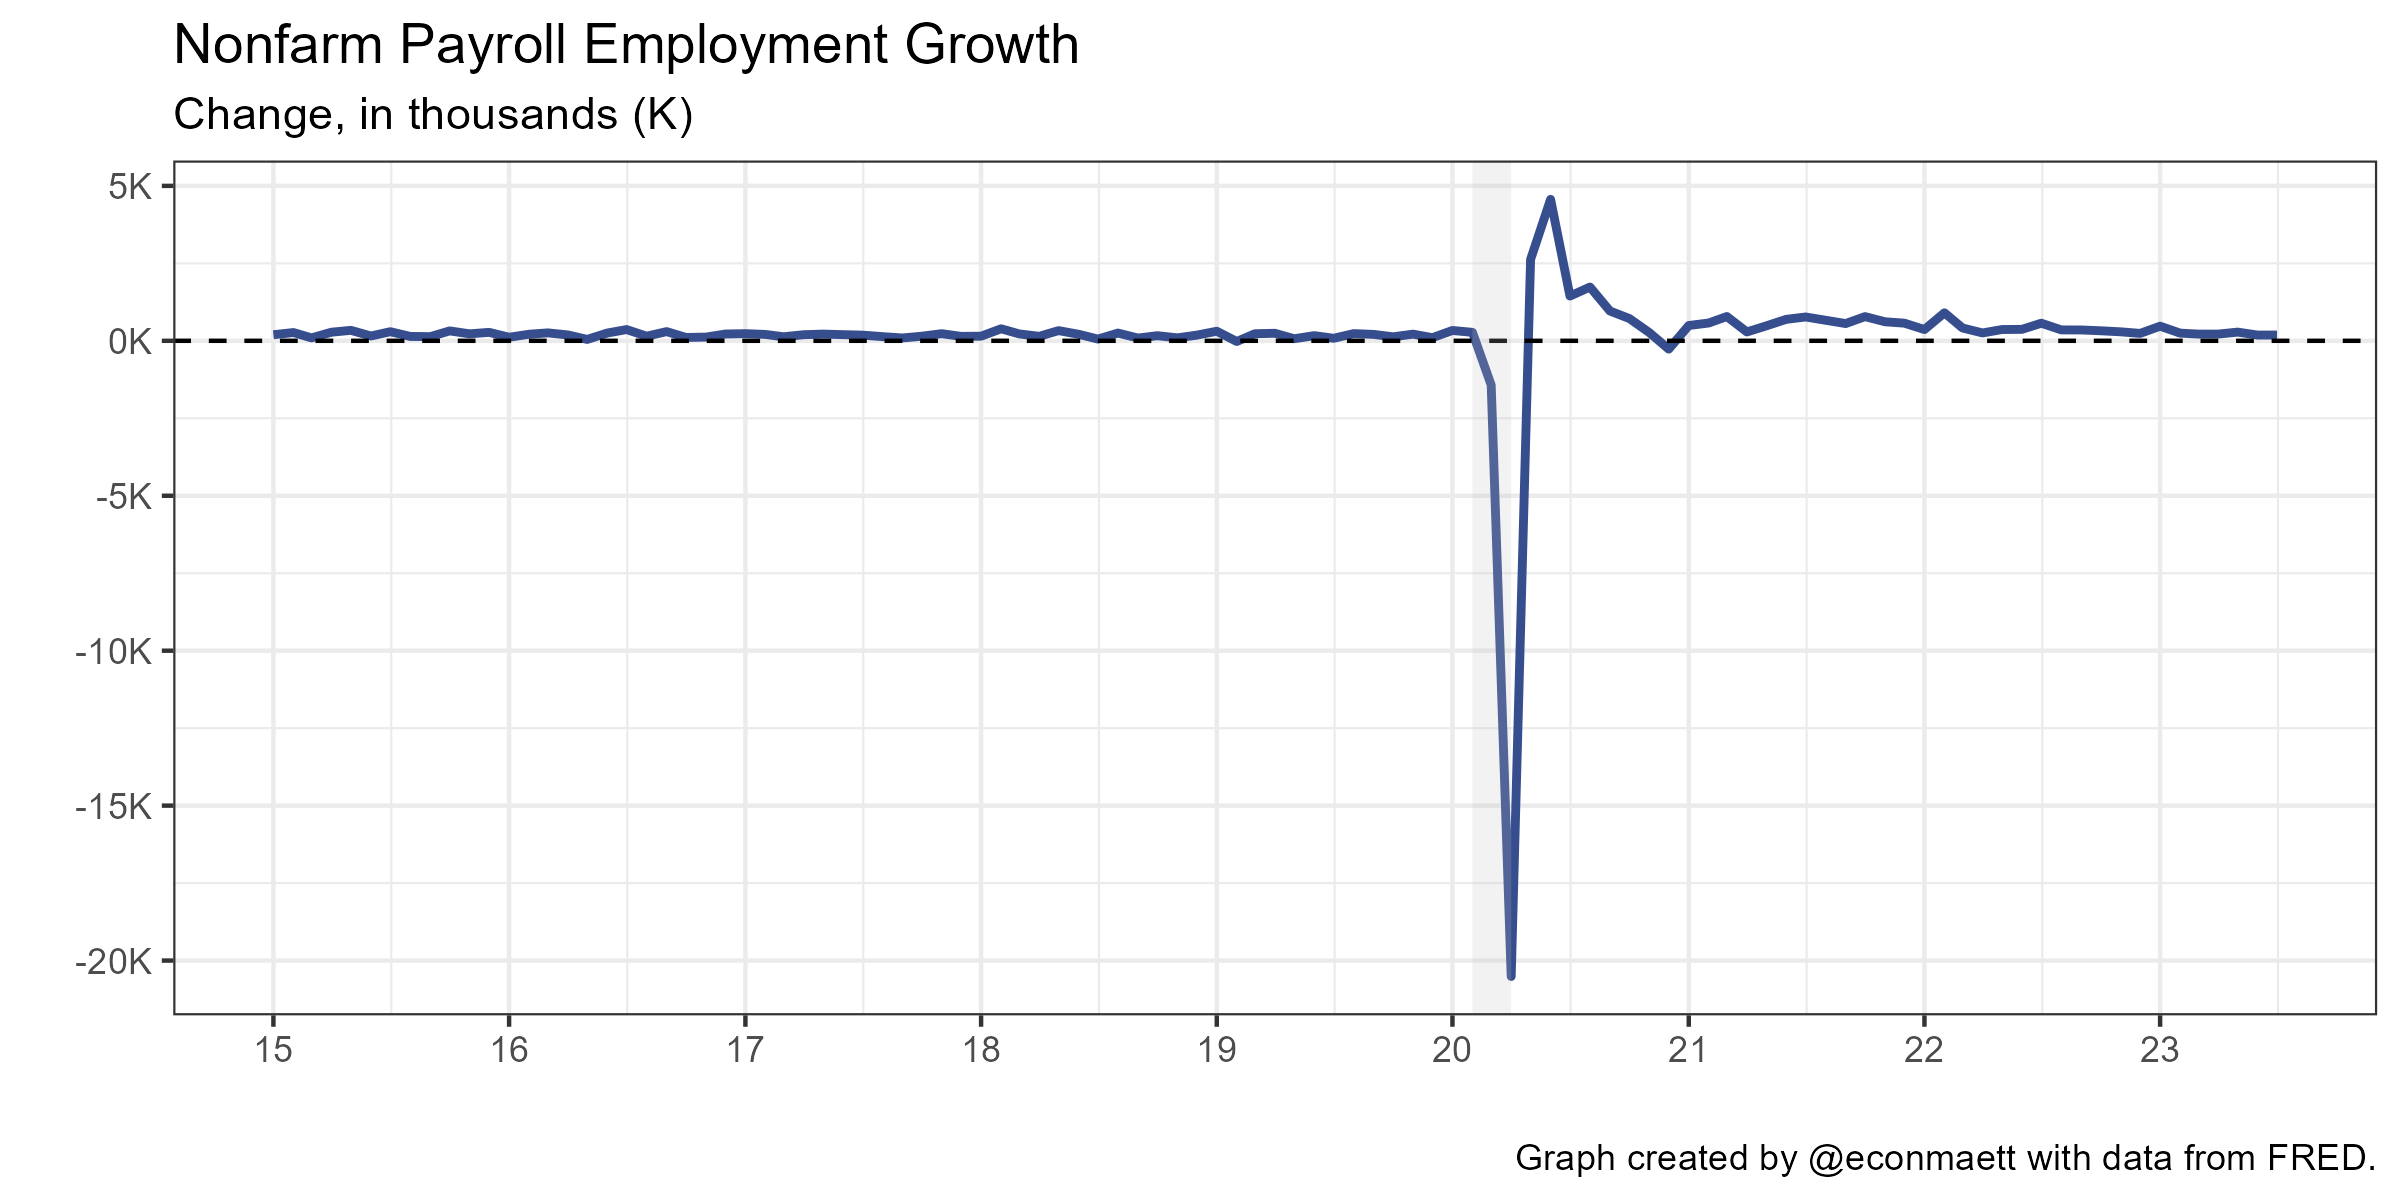 Nonfarm Payroll Employment Growth
Change, in thousands (K)
5K
0K
-5K
-10K
-15K
-20K
15 16 17 18 19 20 21 22 23
Graph created by @econmaett with data from FRED.